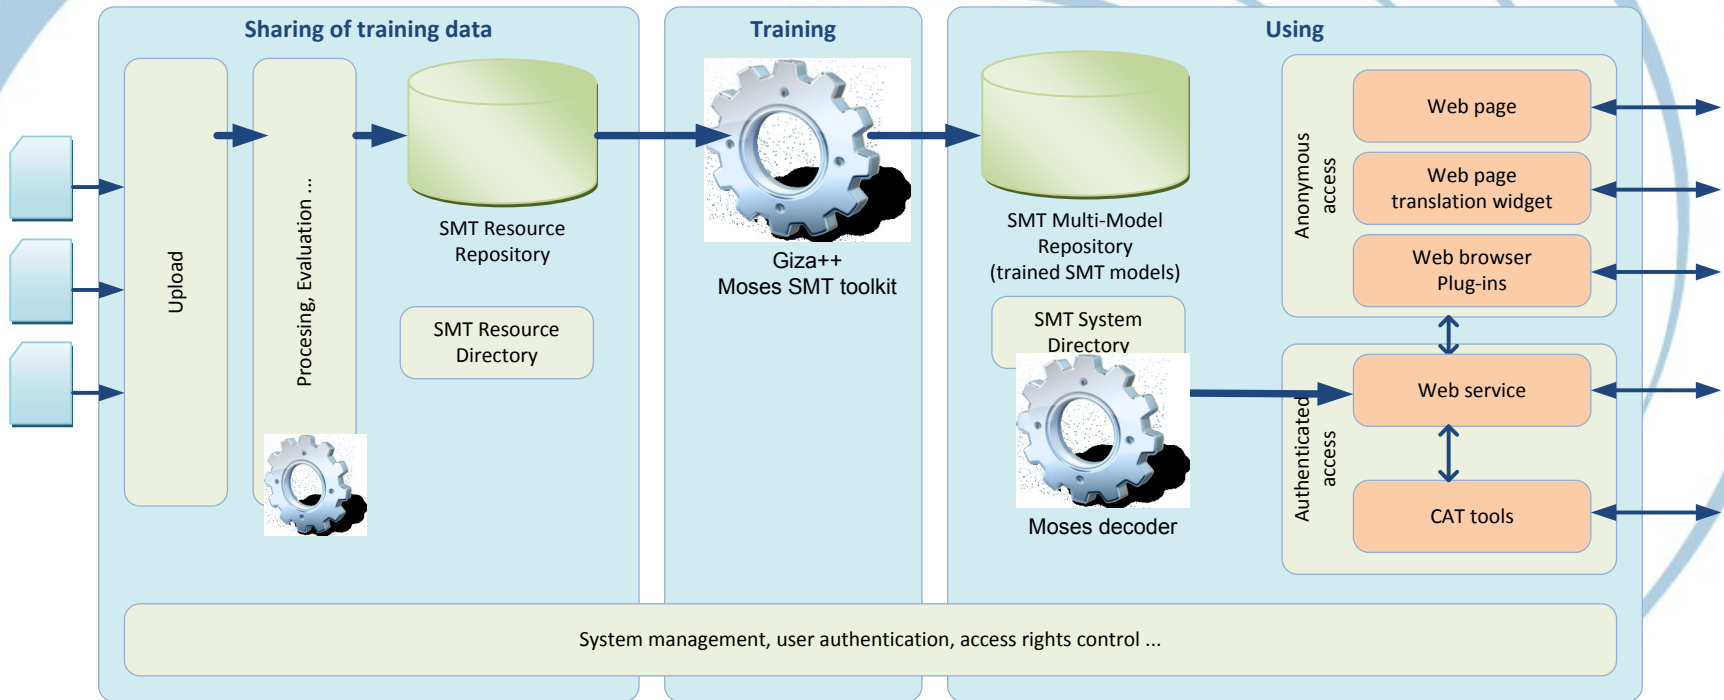 Sharing of training data
Upload
Procesing, Evaluation ...
SMT Resource
Repository
SMT Resource
Directory
Training
Giza++
Moses SMT toolkit
Using
SMT Multi-Model
Repository
(trained SMT models)
SMT System
Directory
Moses decoder
Anonymous
access
Web page
Web page
translation widget
Web browser
Plug-ins
Authenticated
access
Web service
CAT tools
System management, user authentication, access rights control ...